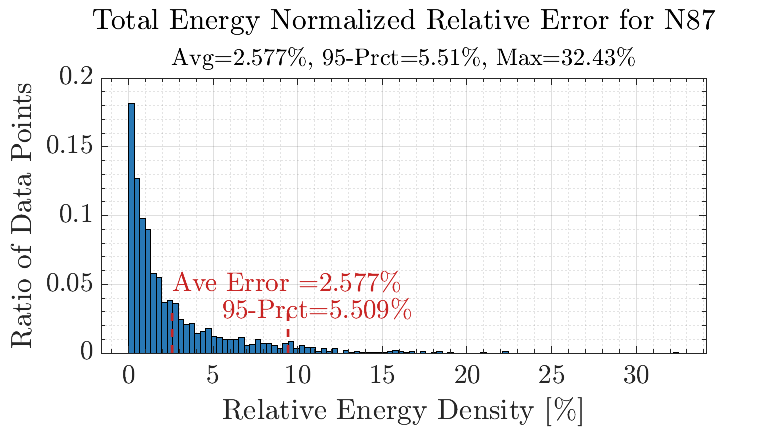 Total Energy Normalized Relative Error for N87
Avg=2.577%, 95-Prct=5.51%, Max=32.43%
Ratio of Data Points
0.2
0.15
0.1
0.05
0
Ave Error =2.577%
95-Prct=5.509%
0 5 10 15 20 25 30
Relative Energy Density [%]